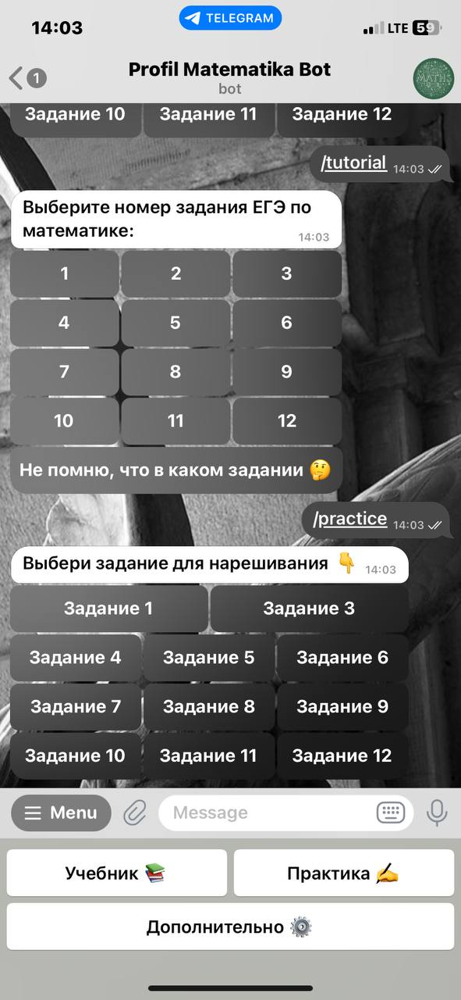 14:03
TELEGRAM
LTE 59
1
Profil Matematika Bot
bot
MATHS
Задание 10 Задание 11 Задание 12
/tutorial 14:03
Выберите номер задания ЕГЭ по
математике: 14:03
1 2 3
4 5 6
7 8 9
10 11 12
Не помню, что в каком задании 🤔
/practice 14:03
Выбери задание для нарешивания 👇 14:03
Задание 1 Задание 3
Задание 4 Задание 5 Задание 6
Задание 7 Задание 8 Задание 9
Задание 10 Задание 11 Задание 12
Menu Message
Учебник 📚 Практика ✍️
Дополнительно ⚙️